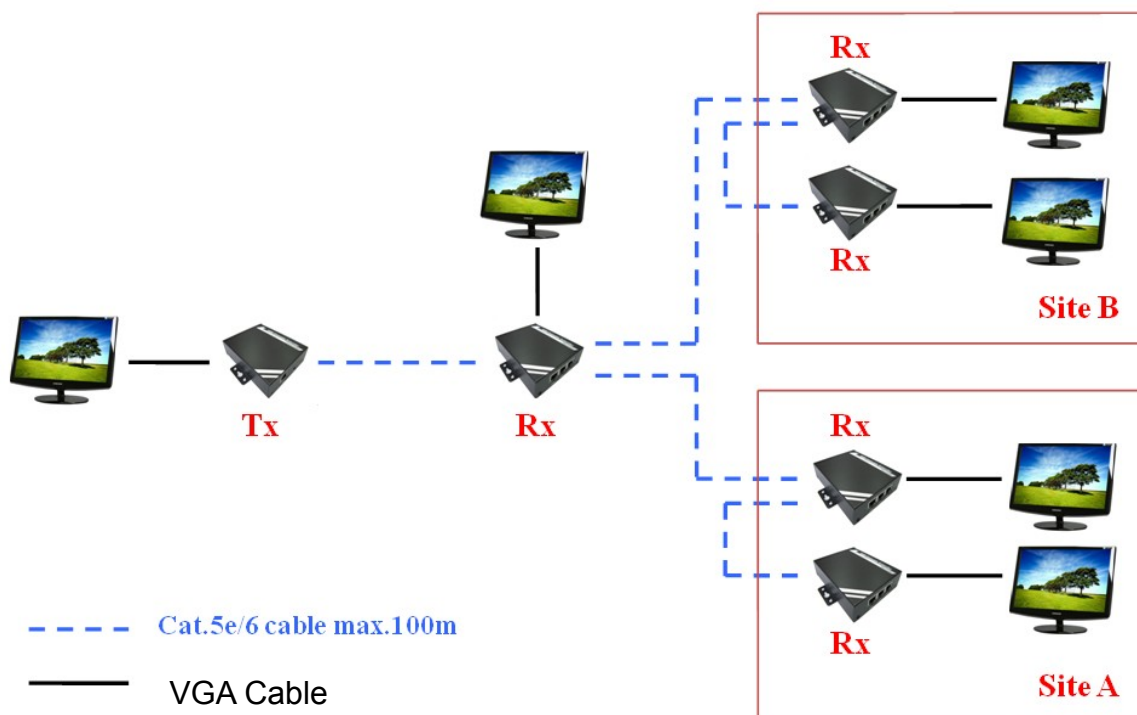 Rx
Rx
Site B
Tx
Rx
Rx
Rx
Site A
Cat.5e/6 cable max.100m
VGA Cable